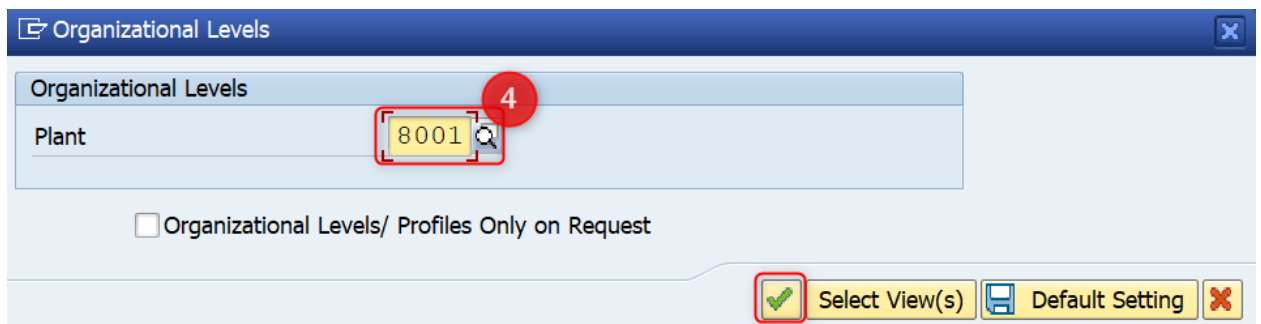 Organizational Levels
Organizational Levels
4
Plant 8001
Organizational Levels/ Profiles Only on Request
Select View(s) Default Setting